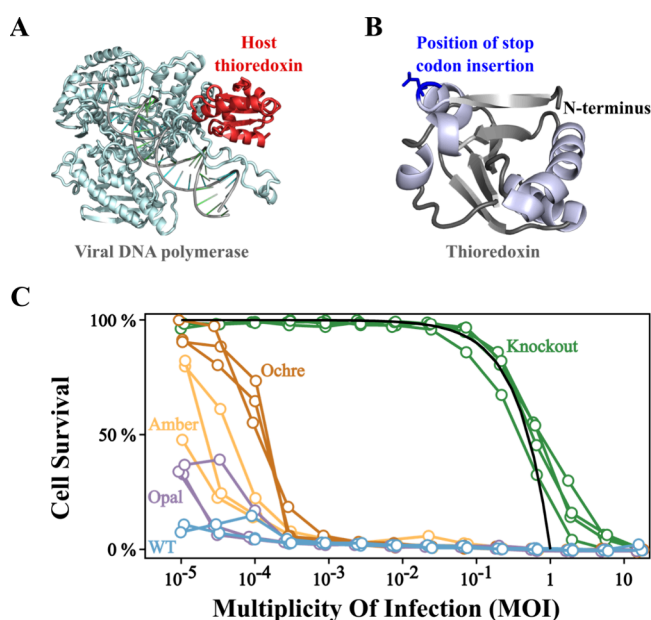 A
Host
thioredoxin
Viral DNA polymerase
B
Position of stop
codon insertion
N-terminus
Thioredoxin
C
100 %
50 %
0 %
Cell Survival
Knockout
Ochre
Amber
Opal
WT
10-5
10-4
10-3
10-2
10-1
1
10
Multiplicity Of Infection (MOI)